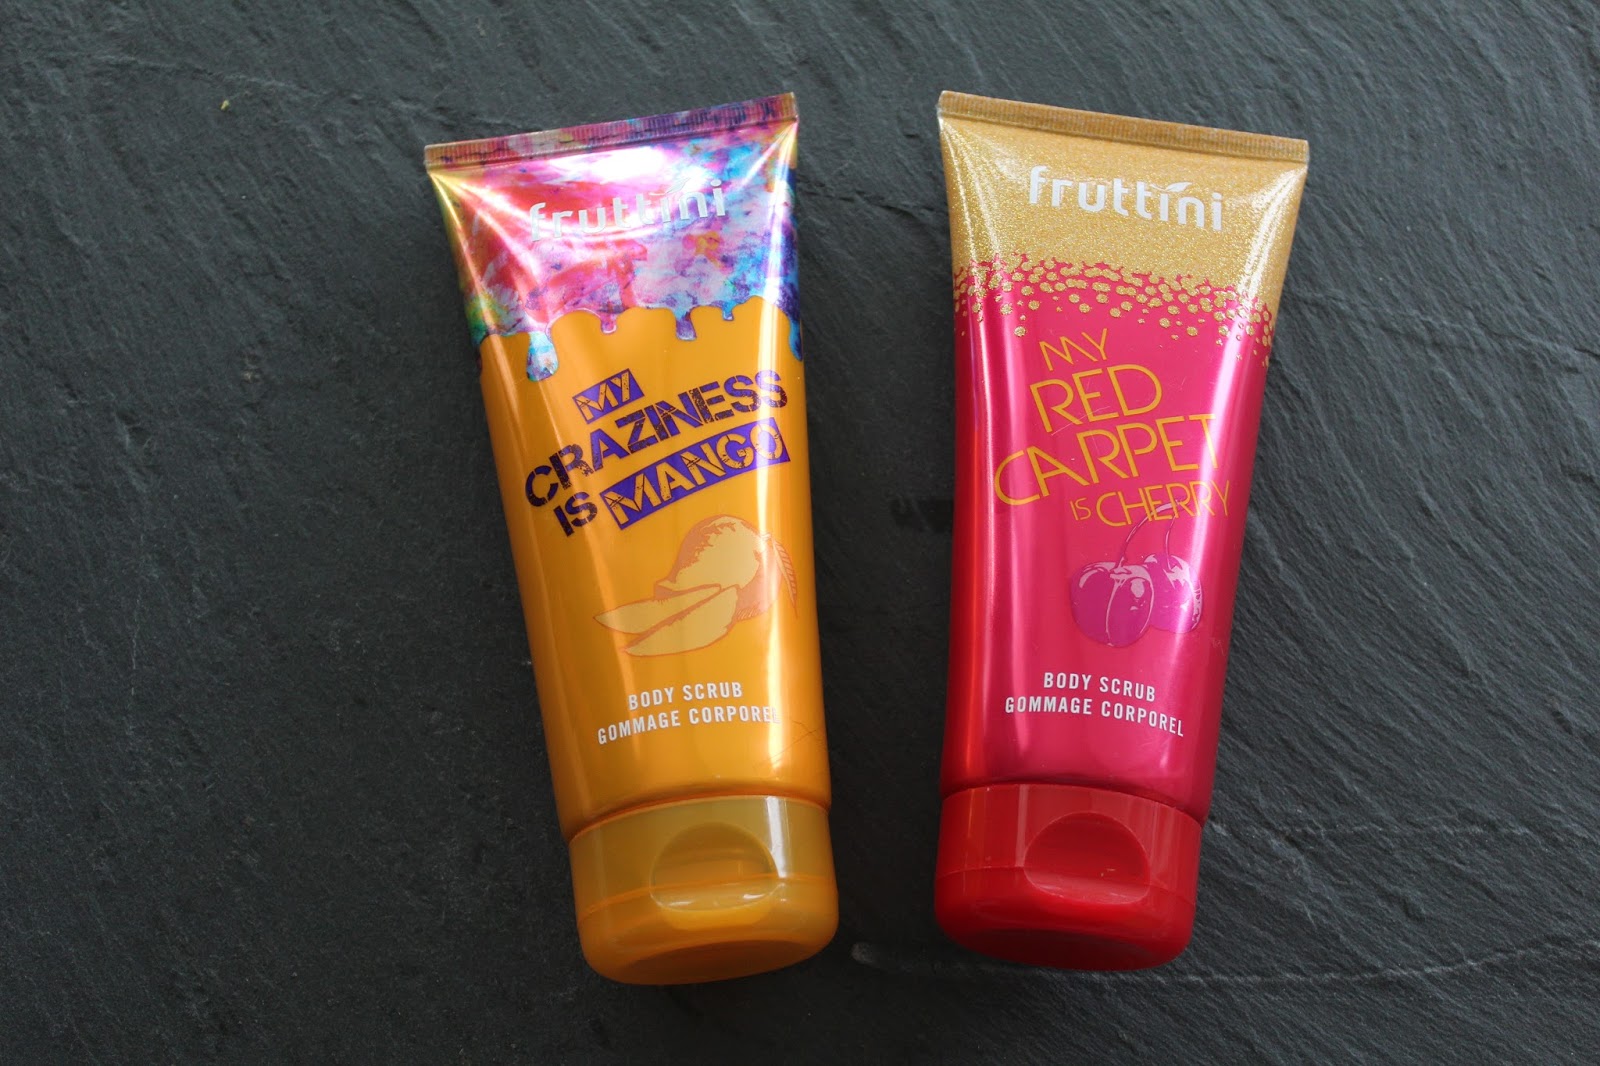 fruttini
MY
CRAZINESS
IS MANGO
BODY SCRUB
GOMMAGE CORPOREL
fruttini
MY
RED
CARPET
IS CHERRY
BODY SCRUB
GOMMAGE CORPOREL